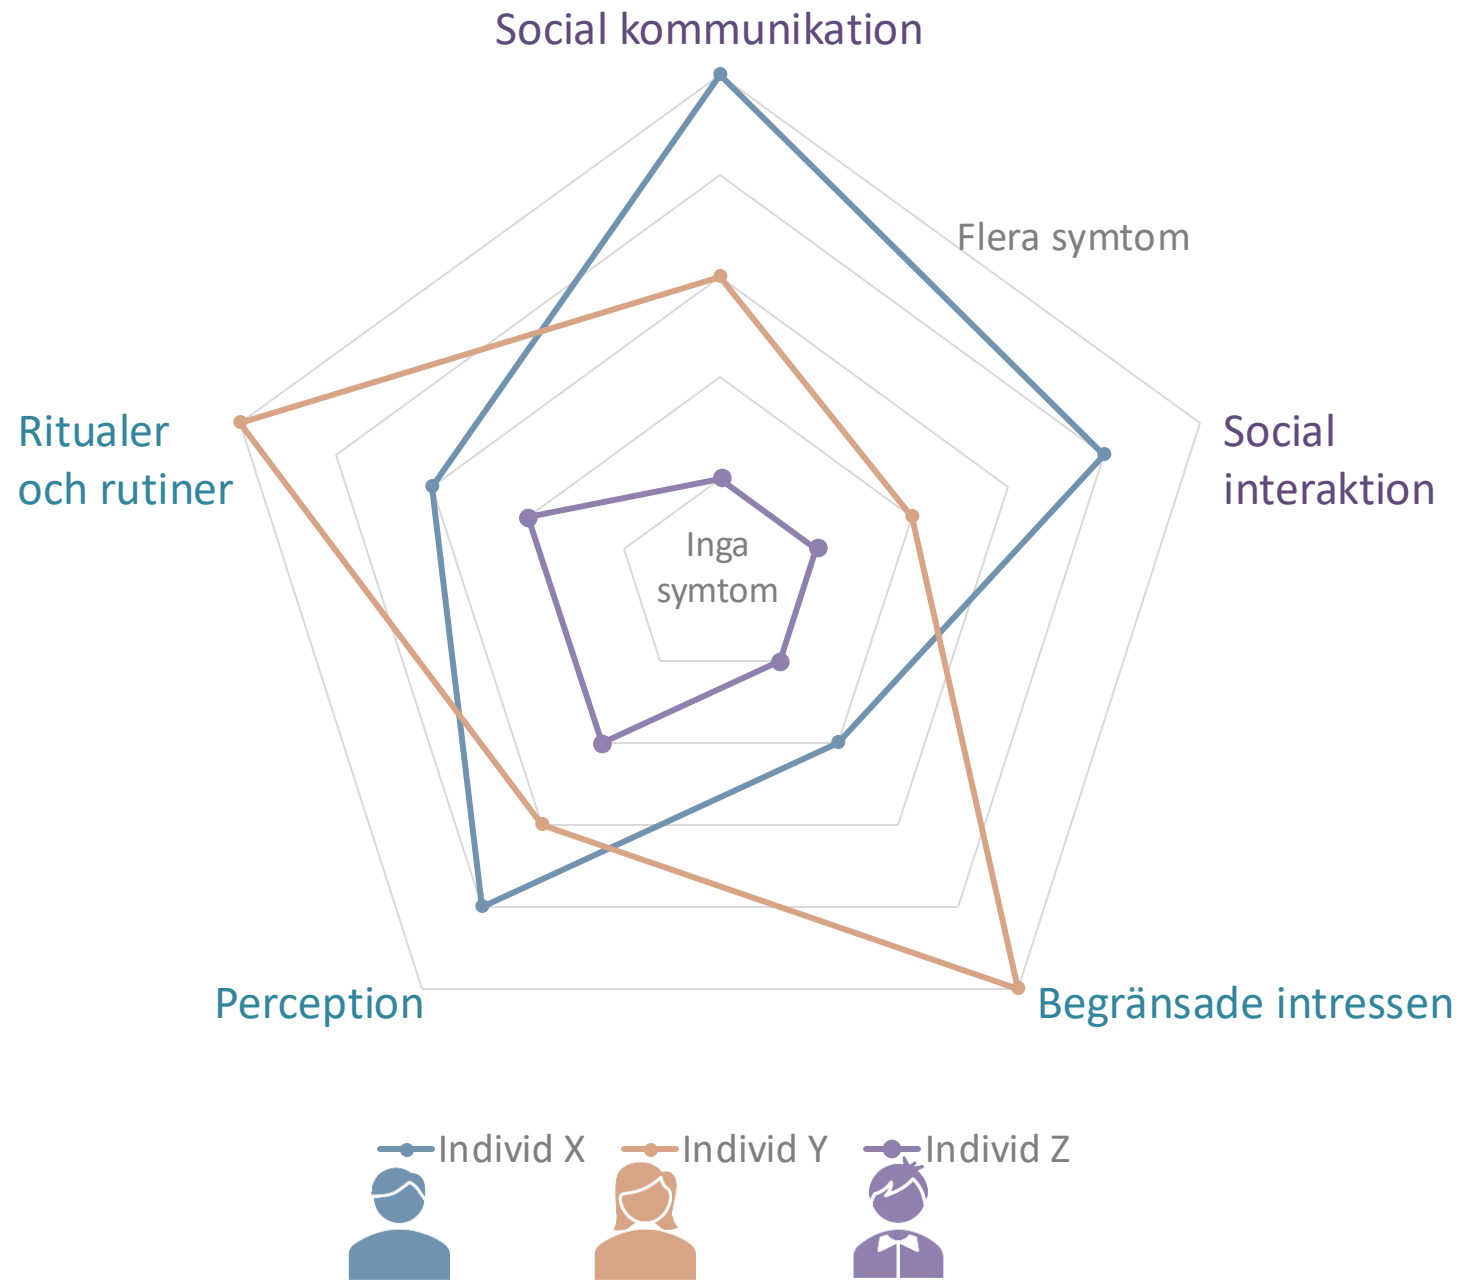 Social kommunikation
Flera symtom
Ritualer
och rutiner
Social
interaktion
Inga
symtom
Perception
Begränsade intressen
Individ X
Individ Y
Individ Z